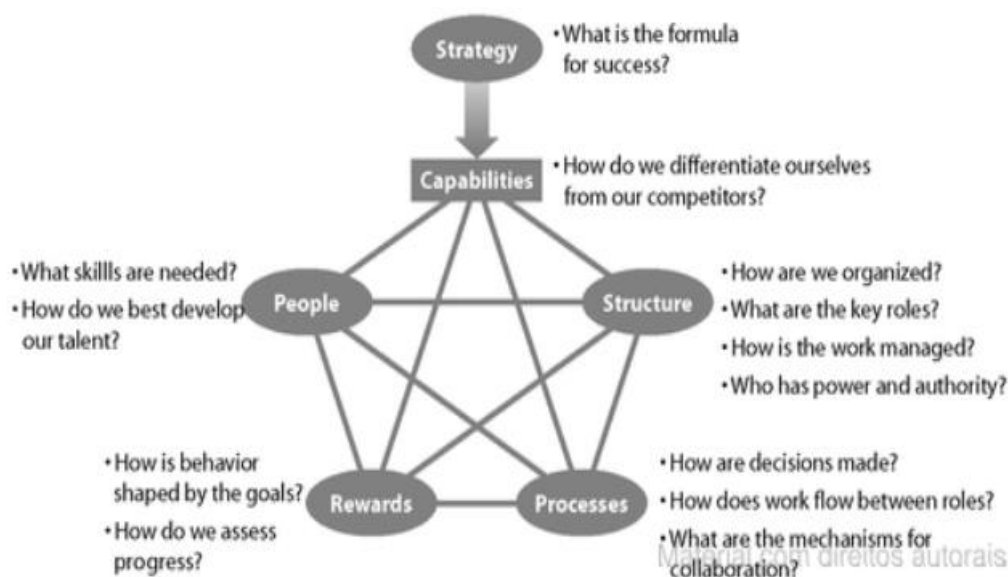 Strategy
• What is the formula
for success?
Capabilities
• How do we differentiate ourselves
from our competitors?
• What skillls are needed?
• How do we best develop
our talent?
People
Structure
• How are we organized?
• What are the key roles?
• How is the work managed?
• Who has power and authority?
• How is behavior
shaped by the goals?
• How do we assess
progress?
Rewards
Processes
• How are decisions made?
• How does work flow between roles?
• What are the mechanisms for
collaboration?
Material com direitos autorais